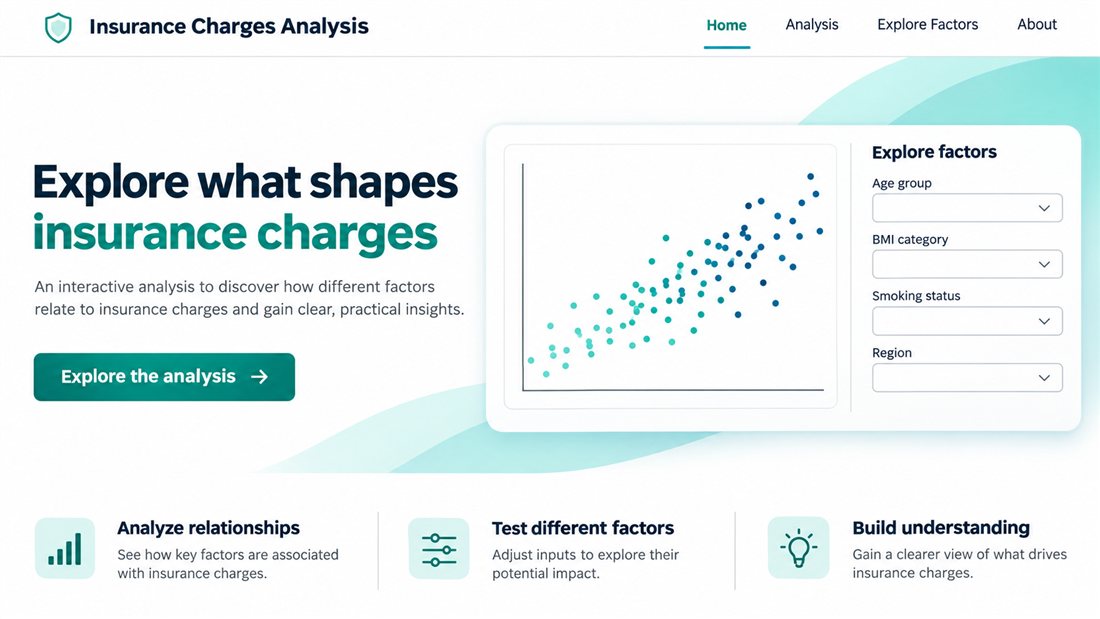 Insurance Charges Analysis
Home
Analysis
Explore Factors
About
Explore what shapes
insurance charges
An interactive analysis to discover how different factors
relate to insurance charges and gain clear, practical insights.
Explore the analysis →
Explore factors
Age group
BMI category
Smoking status
Region
Analyze relationships
See how key factors are associated
with insurance charges.
Test different factors
Adjust inputs to explore their
potential impact.
Build understanding
Gain a clearer view of what drives
insurance charges.